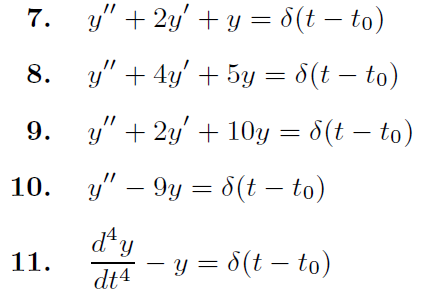 7. y″ + 2y′ + y = δ(t − t₀)
8. y″ + 4y′ + 5y = δ(t − t₀)
9. y″ + 2y′ + 10y = δ(t − t₀)
10. y″ − 9y = δ(t − t₀)
11. d⁴y/dt⁴ − y = δ(t − t₀)